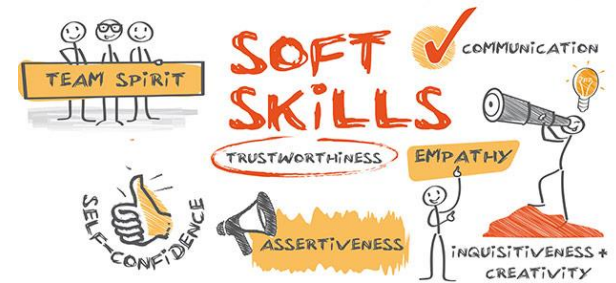 TEAM SPiRiT
SOFT
SKiLLS
COMMUNICATION
TRUSTWORTHINESS
EMPATHY
SELF-CONFIDENCE
ASSERTiVENESS
iNQUiSiTiVENESS +
CREATiViTY